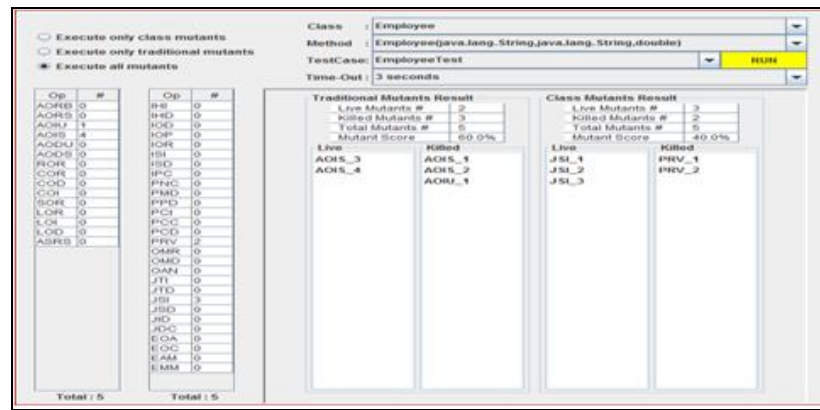 Execute only class mutants
Execute only traditional mutants
Execute all mutants
Class : Employee
Method : Employee(java.lang.String,java.lang.String,double)
TestCase: EmployeeTest RUN
Time-Out : 3 seconds
Op #
AORB 0
AORS 0
AOIU 1
AOIS 4
AODU 0
AODS 0
ROR 0
COR 0
COD 0
COI 0
SOR 0
LOR 0
LOI 0
LOD 0
ASRS 0
Total : 5
Op #
IHI 0
IHD 0
IOD 0
IOP 0
IOR 0
ISI 0
ISD 0
IPC 0
PNC 0
PMD 0
PPD 0
PCI 0
PCC 0
PCD 0
PRV 2
OMR 0
OMD 0
OAN 0
JTI 0
JTD 0
JSI 3
JSD 0
JID 0
JDC 0
EOA 0
EOC 0
EAM 0
EMM 0
Total : 5
Traditional Mutants Result
Live Mutants # 2
Killed Mutants # 3
Total Mutants # 5
Mutant Score 60.0%
Live
AOIS_3
AOIS_4
Killed
AOIS_1
AOIS_2
AOIU_1
Class Mutants Result
Live Mutants # 3
Killed Mutants # 2
Total Mutants # 5
Mutant Score 40.0%
Live
JSI_1
JSI_2
JSI_3
Killed
PRV_1
PRV_2